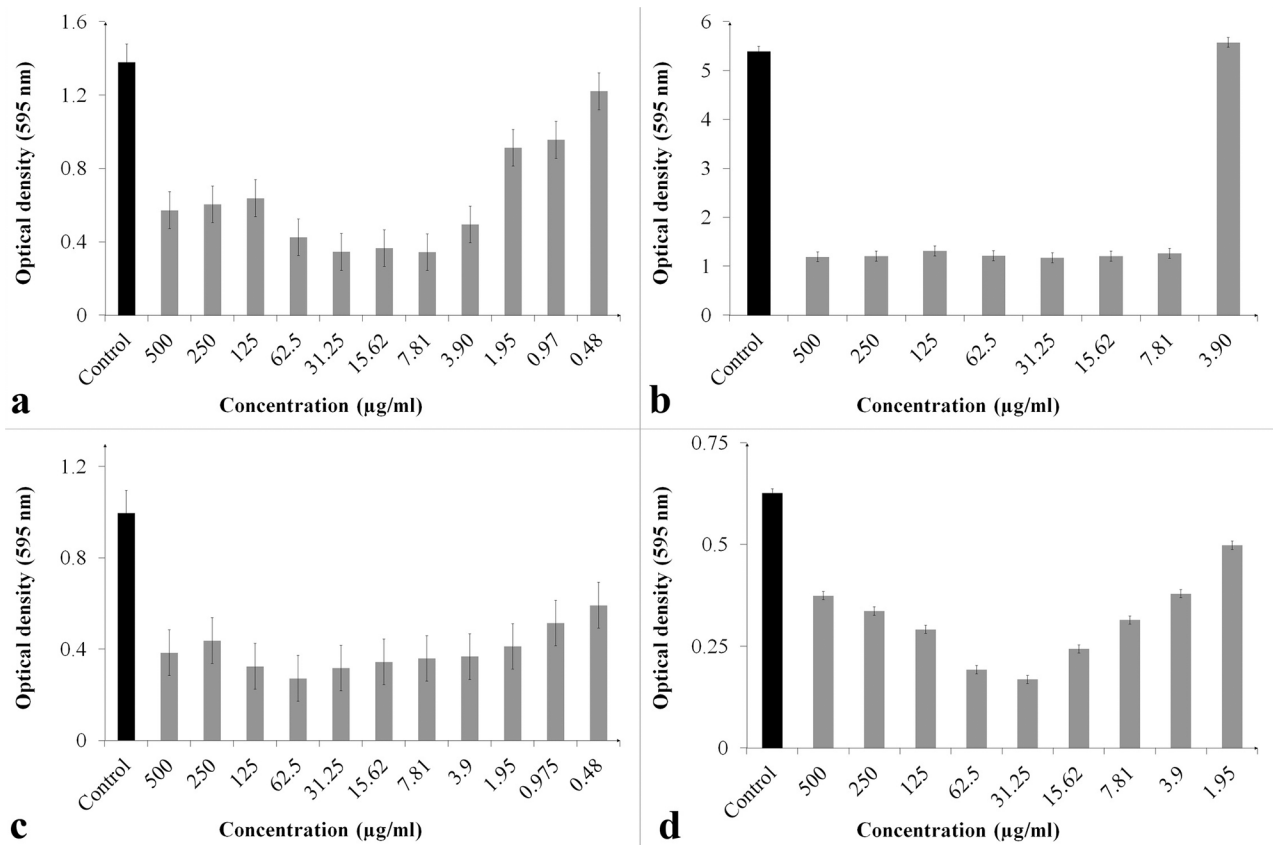 1.6
1.2
0.8
0.4
0
Optical density (595 nm)
Control 500 250 125 62.5 31.25 15.62 7.81 3.90 1.95 0.97 0.48
Concentration (µg/ml)
a
6
5
4
3
2
1
0
Optical density (595 nm)
Control 500 250 125 62.5 31.25 15.62 7.81 3.90
Concentration (µg/ml)
b
1.2
0.8
0.4
0
Optical density (595 nm)
Control 500 250 125 62.5 31.25 15.62 7.81 3.9 1.95 0.975 0.48
Concentration (µg/ml)
c
0.75
0.5
0.25
0
Optical density (595 nm)
Control 500 250 125 62.5 31.25 15.62 7.81 3.9 1.95
Concentration (µg/ml)
d